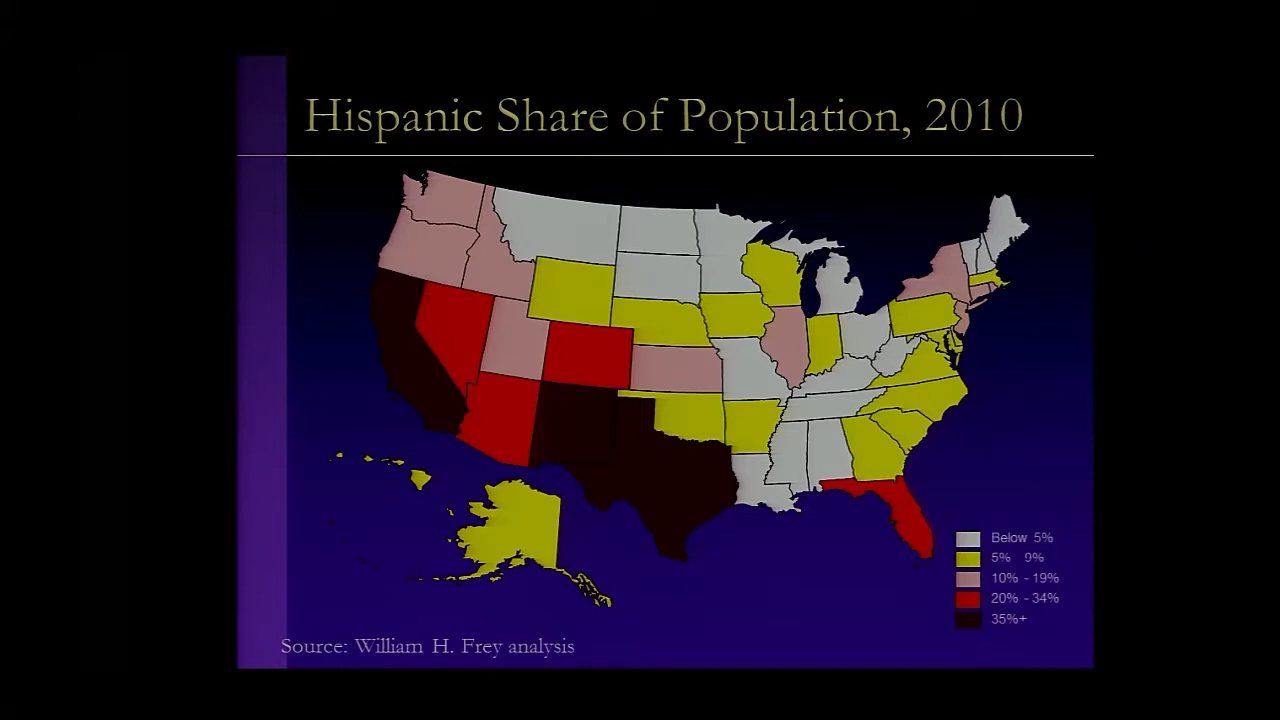 Hispanic Share of Population, 2010
Below 5%
5% 9%
10% - 19%
20% - 34%
35%+
Source: William H. Frey analysis